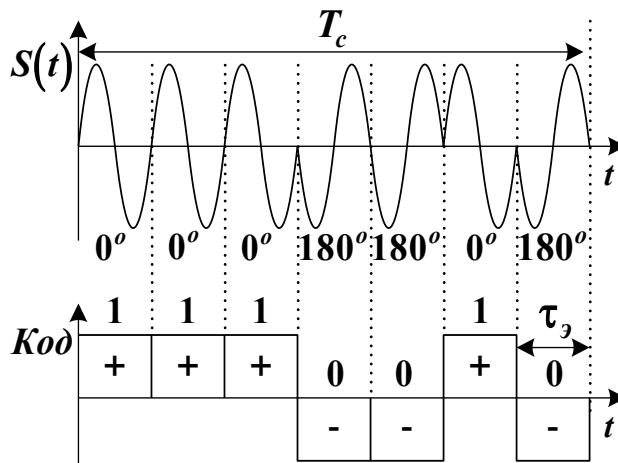 T_c
S(t)
t
0° 0° 0° 180° 180° 0° 180°
1 1 1 1 τ_э
Код + + + 0 0 + 0
- - -
t